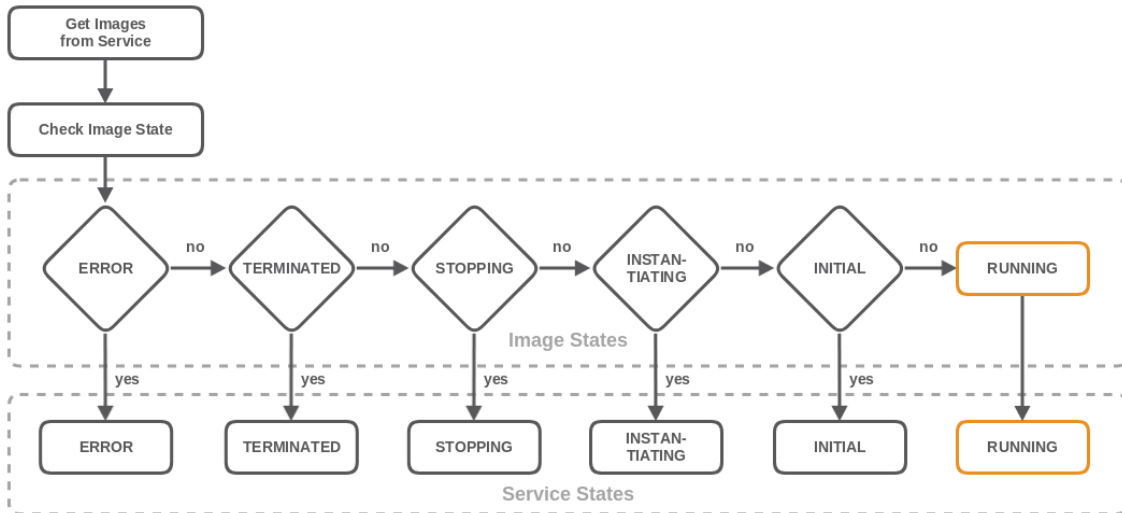 Get Images
from Service
Check Image State
ERROR
no
TERMINATED
no
STOPPING
no
INSTAN-
TIATING
no
INITIAL
no
RUNNING
Image States
yes
yes
yes
yes
yes
ERROR
TERMINATED
STOPPING
INSTAN-
TIATING
INITIAL
RUNNING
Service States